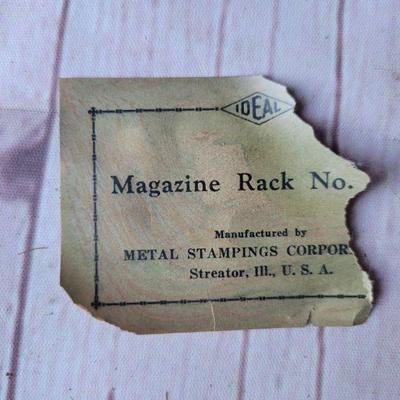 IDEAL
Magazine Rack No.
Manufactured by
METAL STAMPINGS CORPOR
Streator, Ill., U. S. A.